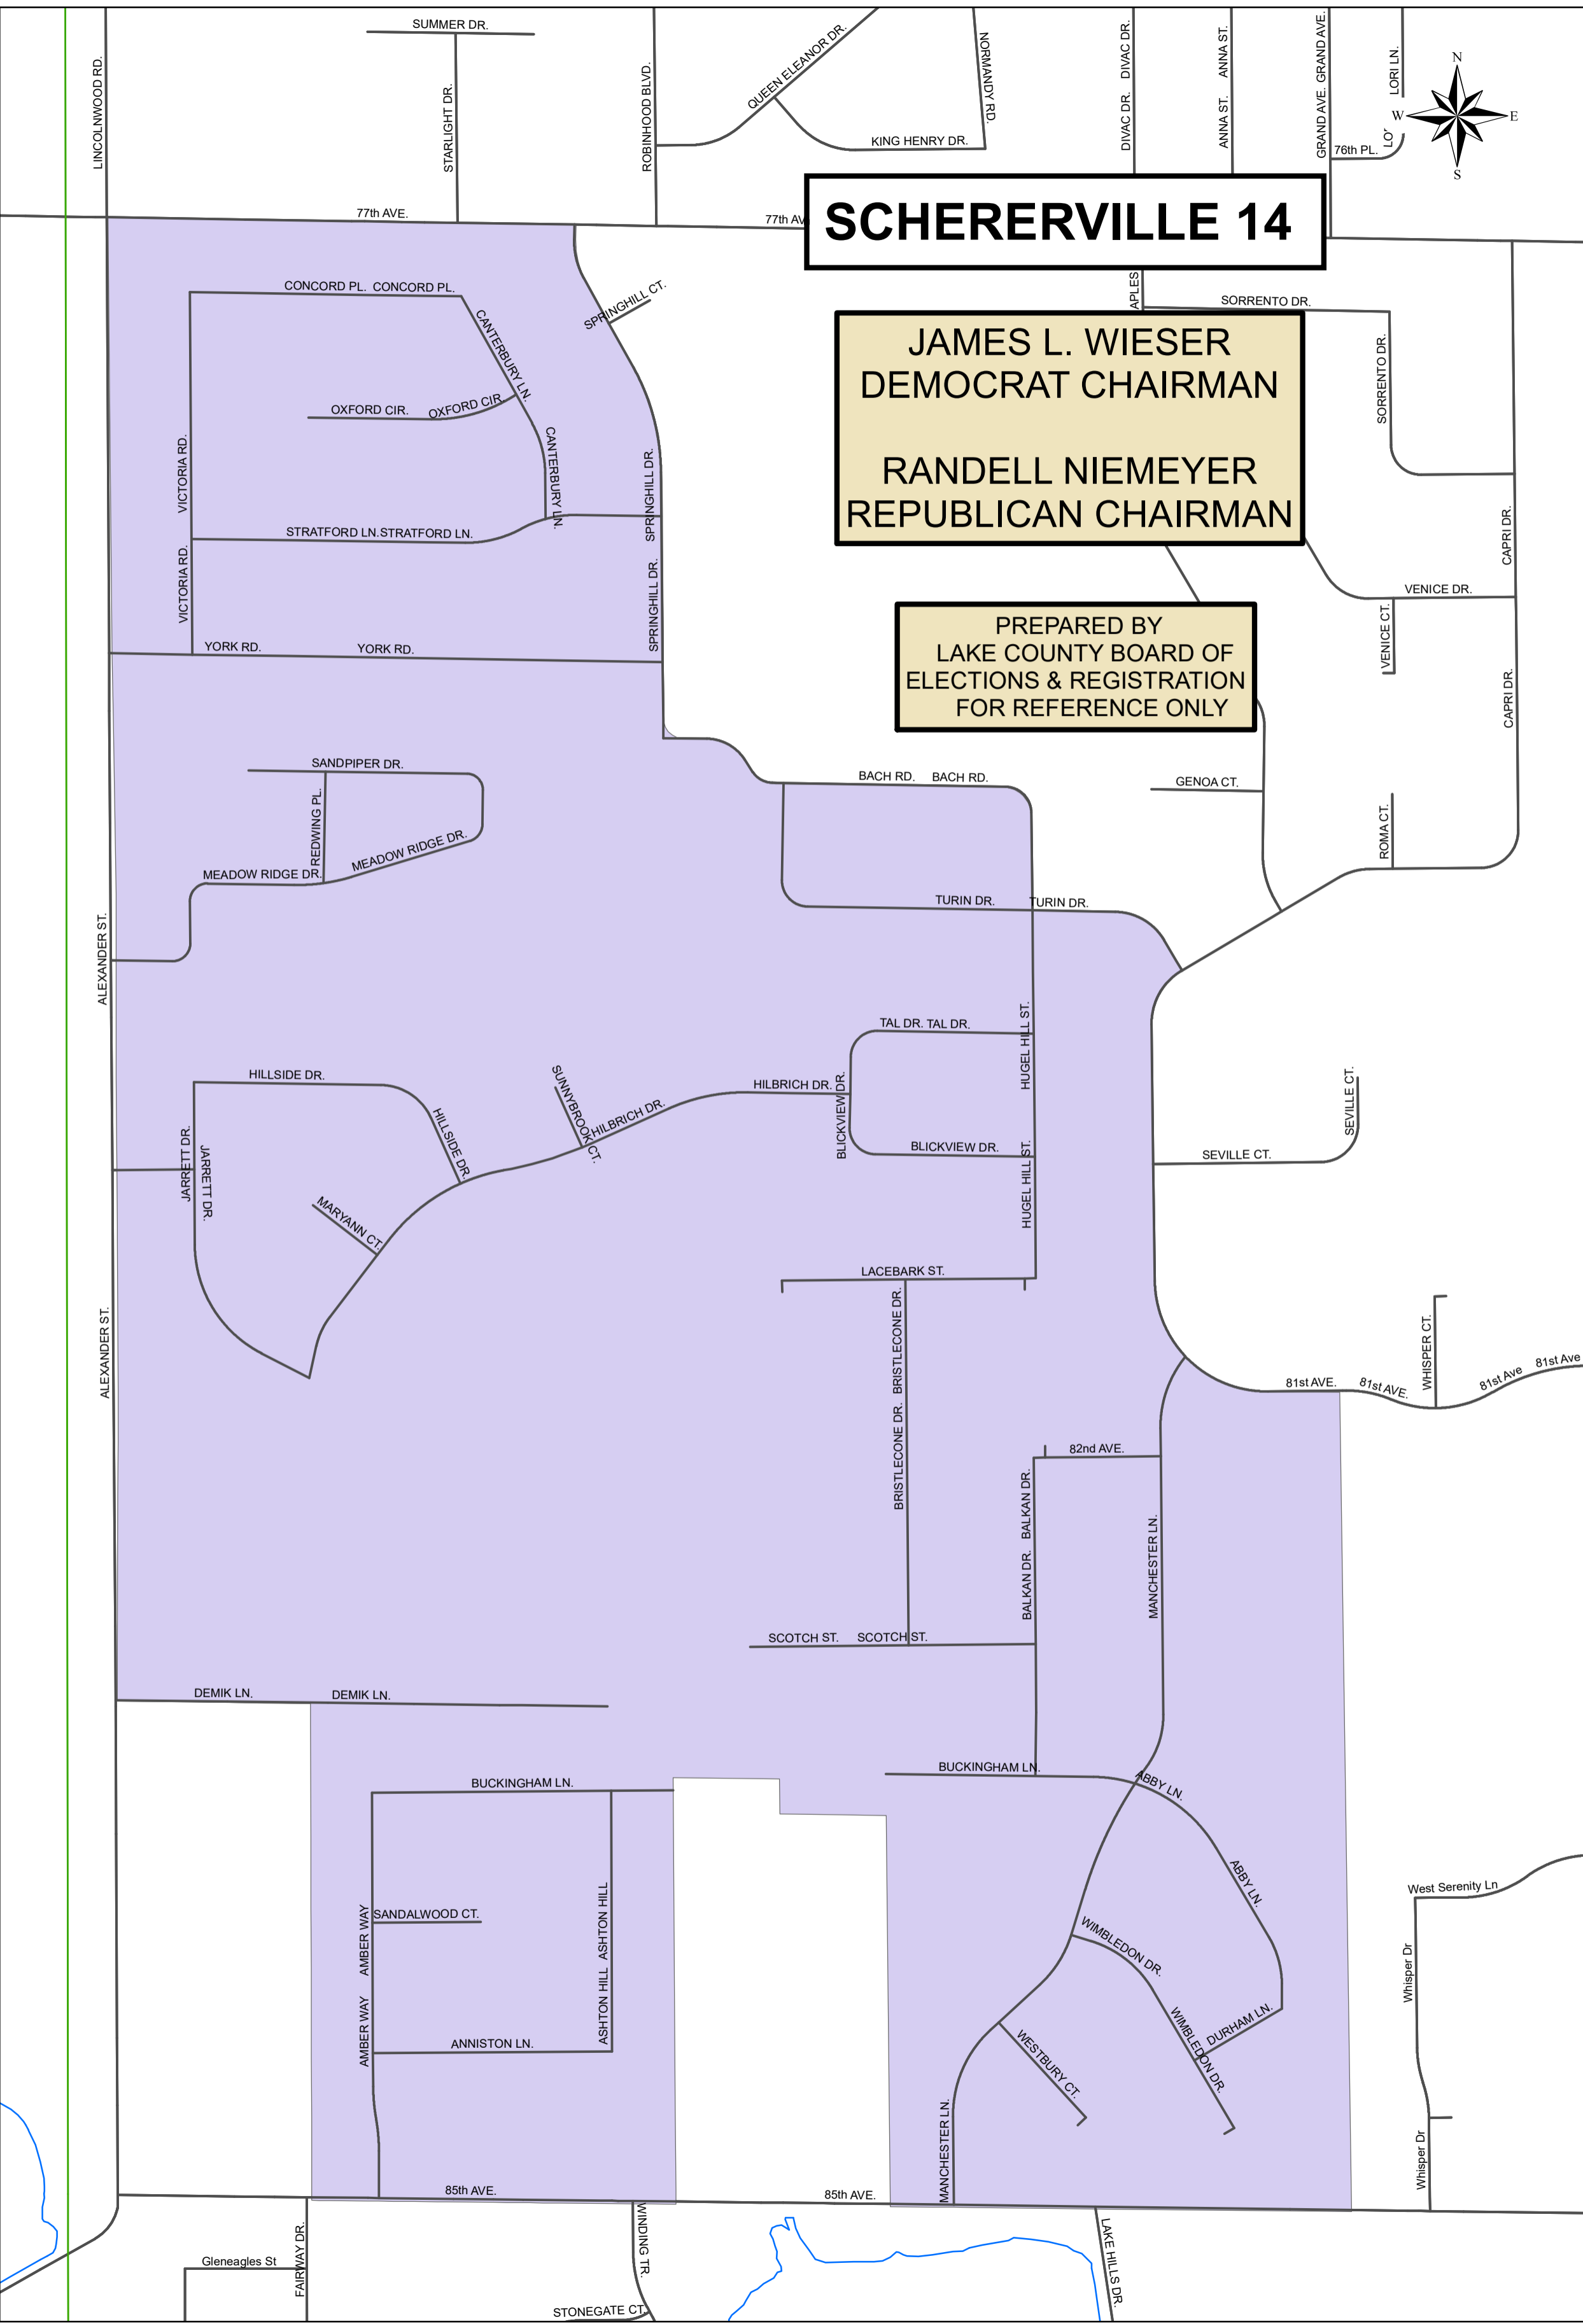 SUMMER DR.
LINCOLNWOOD RD.
STARLIGHT DR.
ROBINHOOD BLVD.
QUEEN ELEANOR DR.
NORMANDY RD.
KING HENRY DR.
DIVAC DR.
DIVAC DR.
ANNA ST.
ANNA ST.
GRAND AVE.
GRAND AVE.
LORI LN.
LO
76th PL.
N
W
E
S
77th AVE.
77th AV
SCHERERVILLE 14
CONCORD PL.
CONCORD PL.
CANTERBURY LN.
CANTERBURY LN.
SPRINGHILL CT.
OXFORD CIR.
OXFORD CIR.
VICTORIA RD.
VICTORIA RD.
STRATFORD LN.
STRATFORD LN.
SPRINGHILL DR.
SPRINGHILL DR.
YORK RD.
YORK RD.
APLES
SORRENTO DR.
SORRENTO DR.
JAMES L. WIESER
DEMOCRAT CHAIRMAN
RANDELL NIEMEYER
REPUBLICAN CHAIRMAN
CAPRI DR.
CAPRI DR.
VENICE DR.
VENICE CT.
PREPARED BY
LAKE COUNTY BOARD OF
ELECTIONS & REGISTRATION
FOR REFERENCE ONLY
SANDPIPER DR.
REDWING PL.
MEADOW RIDGE DR.
MEADOW RIDGE DR.
BACH RD.
BACH RD.
GENOA CT.
ROMA CT.
TURIN DR.
TURIN DR.
ALEXANDER ST.
ALEXANDER ST.
TAL DR.
TAL DR.
HUGEL HILL ST.
HUGEL HILL ST.
HILLSIDE DR.
HILLSIDE DR.
JARRETT DR.
JARRETT DR.
SUNNYBROOK CT.
HILBRICH DR.
HILBRICH DR.
BLICKVIEW DR.
BLICKVIEW DR.
MARYANN CT.
SEVILLE CT.
SEVILLE CT.
LACEBARK ST.
BRISTLECONE DR.
BRISTLECONE DR.
WHISPER CT.
81st AVE.
81st AVE.
81st Ave
81st Ave
82nd AVE.
BALKAN DR.
BALKAN DR.
MANCHESTER LN.
SCOTCH ST.
SCOTCH ST.
DEMIK LN.
DEMIK LN.
BUCKINGHAM LN.
BUCKINGHAM LN.
ABBY LN.
ABBY LN.
SANDALWOOD CT.
AMBER WAY
AMBER WAY
ASHTON HILL
ASHTON HILL
ANNISTON LN.
WIMBLEDON DR.
WIMBLEDON DR.
DURHAM LN.
WESTBURY CT.
MANCHESTER LN.
West Serenity Ln
Whisper Dr
Whisper Dr
85th AVE.
85th AVE.
FAIRWAY DR.
Gleneagles St
WINDING TR.
STONEGATE CT.
LAKE HILLS DR.